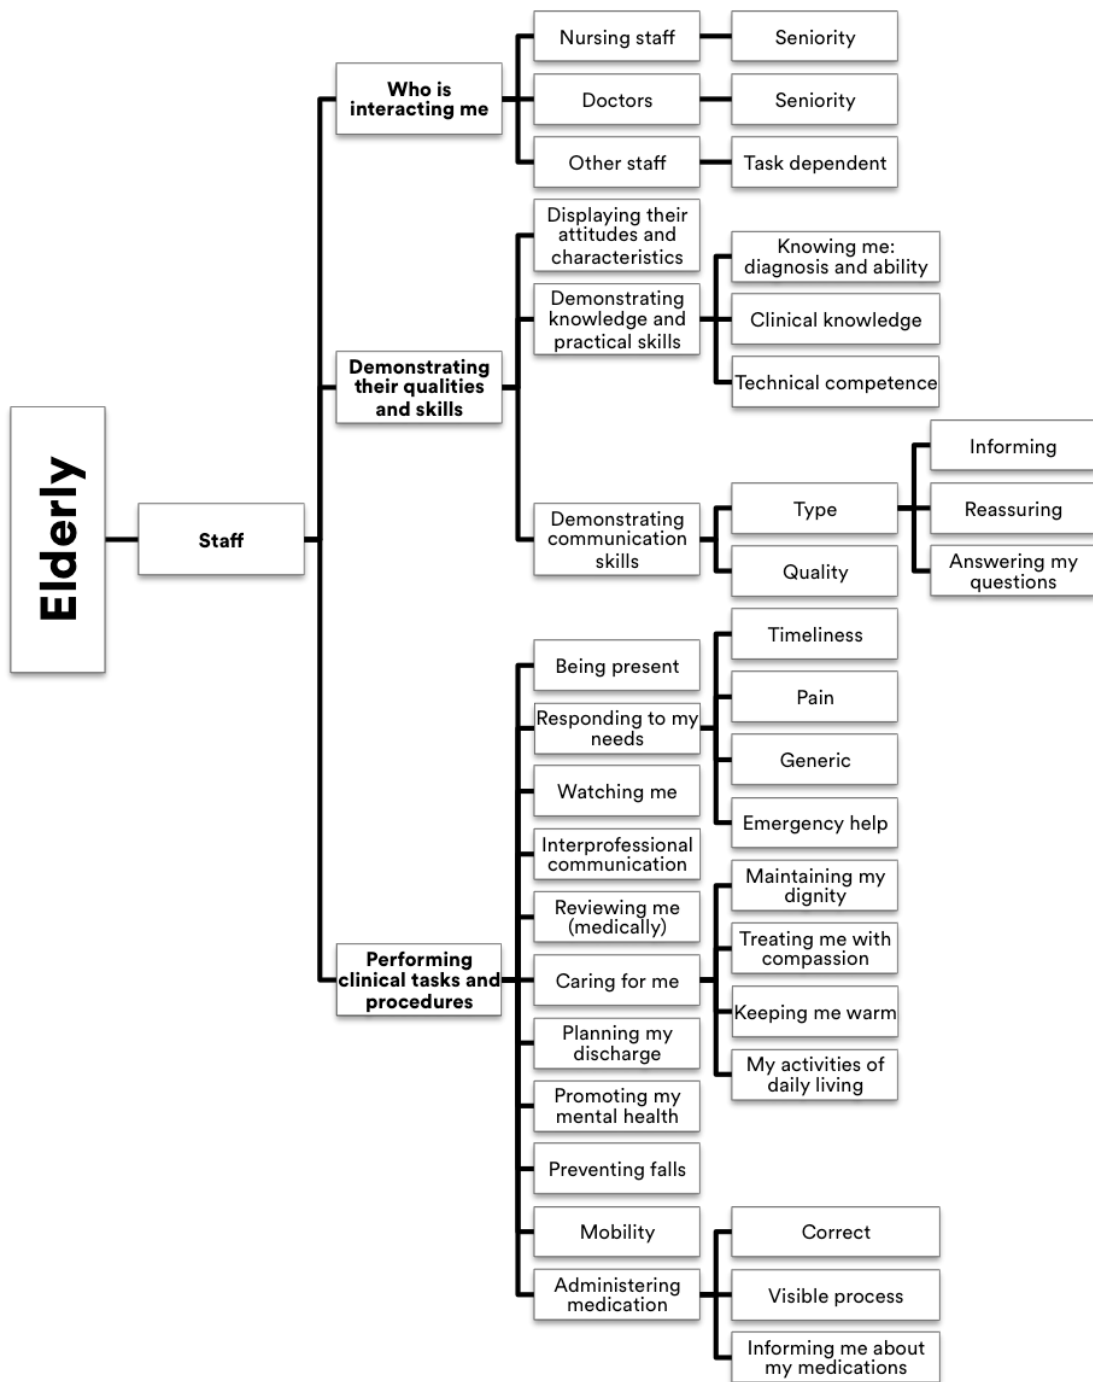 Elderly
Staff
Who is
interacting me
Nursing staff
Seniority
Doctors
Seniority
Other staff
Task dependent
Demonstrating
their qualities
and skills
Displaying their
attitudes and
characteristics
Demonstrating
knowledge and
practical skills
Knowing me:
diagnosis and ability
Clinical knowledge
Technical competence
Demonstrating
communication
skills
Type
Informing
Reassuring
Answering my
questions
Quality
Performing
clinical tasks and
procedures
Being present
Responding to my
needs
Timeliness
Pain
Generic
Emergency help
Watching me
Interprofessional
communication
Reviewing me
(medically)
Caring for me
Maintaining my
dignity
Treating me with
compassion
Keeping me warm
My activities of
daily living
Planning my
discharge
Promoting my
mental health
Preventing falls
Mobility
Administering
medication
Correct
Visible process
Informing me about
my medications